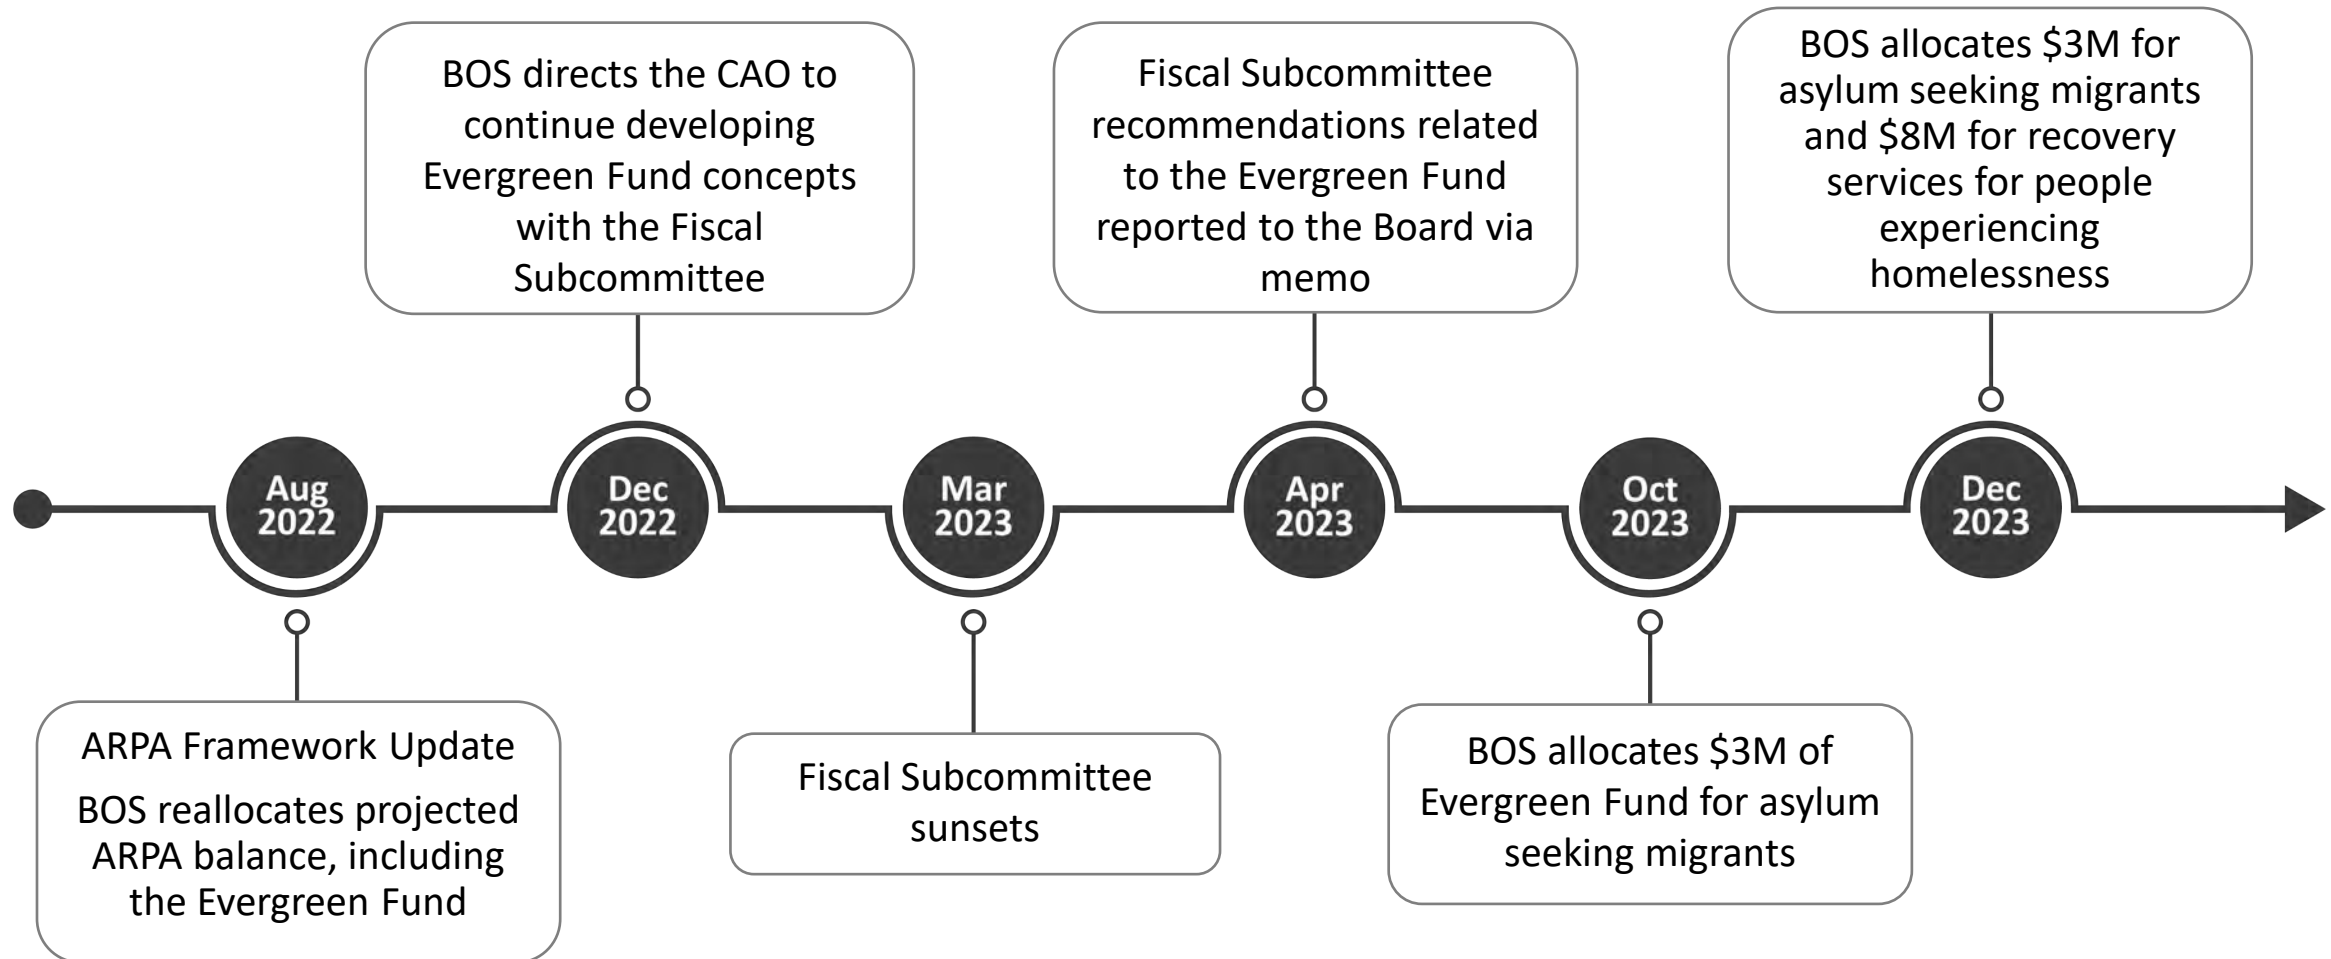 BOS directs the CAO to
continue developing
Evergreen Fund concepts
with the Fiscal
Subcommittee
Fiscal Subcommittee
recommendations related
to the Evergreen Fund
reported to the Board via
memo
BOS allocates $3M for
asylum seeking migrants
and $8M for recovery
services for people
experiencing
homelessness
Aug
2022
Dec
2022
Mar
2023
Apr
2023
Oct
2023
Dec
2023
ARPA Framework Update
BOS reallocates projected
ARPA balance, including
the Evergreen Fund
Fiscal Subcommittee
sunsets
BOS allocates $3M of
Evergreen Fund for asylum
seeking migrants